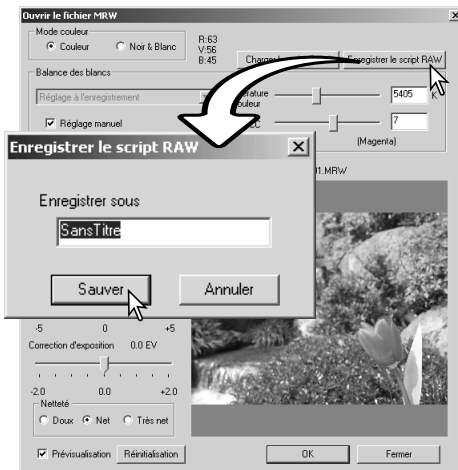 Ouvrir le fichier MRW
Mode couleur
Couleur
Noir & Blanc
R:63
V:56
B:45
Enregistrer le script RAW
Balance des blancs
Réglage à l'enregistrement
5405
K
Réglage manuel
7
(Magenta)
Enregistrer le script RAW
Enregistrer sous
SansTitre
Sauver
Annuler
-5 0 +5
Correction d'exposition 0.0 EV
-2.0 0.0 +2.0
Netteté
Doux Net Très net
Prévisualisation
Réinitialisation
OK
Fermer